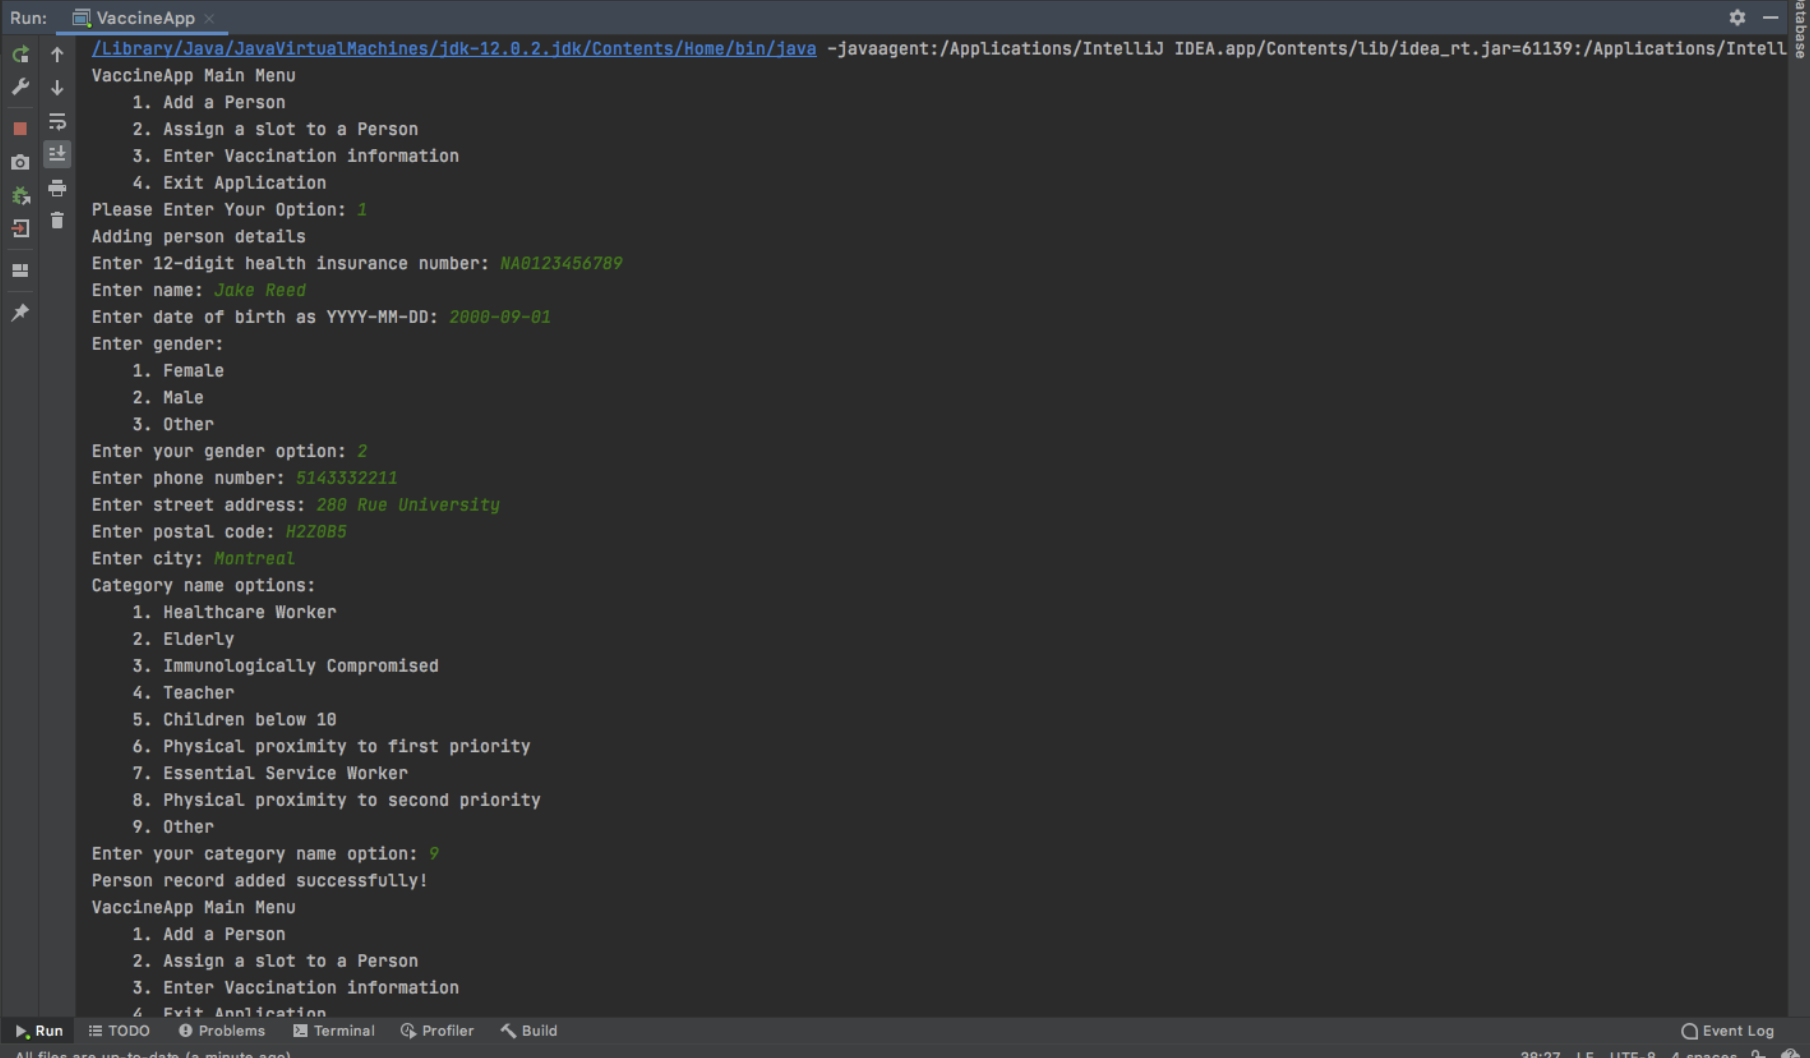 Run: VaccineApp
/Library/Java/JavaVirtualMachines/jdk-12.0.2.jdk/Contents/Home/bin/java -javaagent:/Applications/IntelliJ IDEA.app/Contents/lib/idea_rt.jar=61139:/Applications/Intell
VaccineApp Main Menu
1. Add a Person
2. Assign a slot to a Person
3. Enter Vaccination information
4. Exit Application
Please Enter Your Option: 1
Adding person details
Enter 12-digit health insurance number: NA0123456789
Enter name: Jake Reed
Enter date of birth as YYYY-MM-DD: 2000-09-01
Enter gender:
1. Female
2. Male
3. Other
Enter your gender option: 2
Enter phone number: 5143332211
Enter street address: 280 Rue University
Enter postal code: H2Z0B5
Enter city: Montreal
Category name options:
1. Healthcare Worker
2. Elderly
3. Immunologically Compromised
4. Teacher
5. Children below 10
6. Physical proximity to first priority
7. Essential Service Worker
8. Physical proximity to second priority
9. Other
Enter your category name option: 9
Person record added successfully!
VaccineApp Main Menu
1. Add a Person
2. Assign a slot to a Person
3. Enter Vaccination information
4. Exit Application
Run TODO Problems Terminal Profiler Build Event Log
All files are up-to-date (a minute ago) 38:27 LF UTF-8 4 spaces
atabase